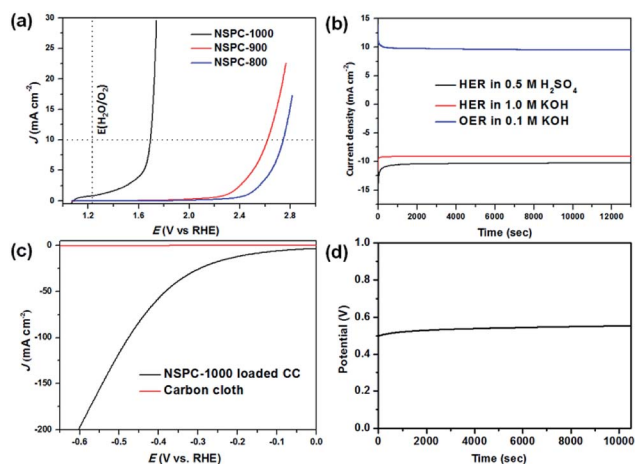 (a)
NSPC-1000
NSPC-900
NSPC-800
E(H2O/O2)
J (mA cm-2)
30
25
20
15
10
5
0
1.2 1.6 2.0 2.4 2.8
E (V vs RHE)
(b)
HER in 0.5 M H2SO4
HER in 1.0 M KOH
OER in 0.1 M KOH
Current density (mA cm-2)
15
10
5
0
-5
-10
-15
0 2000 4000 6000 8000 10000 12000
Time (sec)
(c)
NSPC-1000 loaded CC
Carbon cloth
J (mA cm-2)
0
-50
-100
-150
-200
-0.6 -0.5 -0.4 -0.3 -0.2 -0.1 0.0
E (V vs. RHE)
(d)
Potential (V)
1.0
0.8
0.6
0.4
0.2
0.0
0 2000 4000 6000 8000 10000
Time (sec)